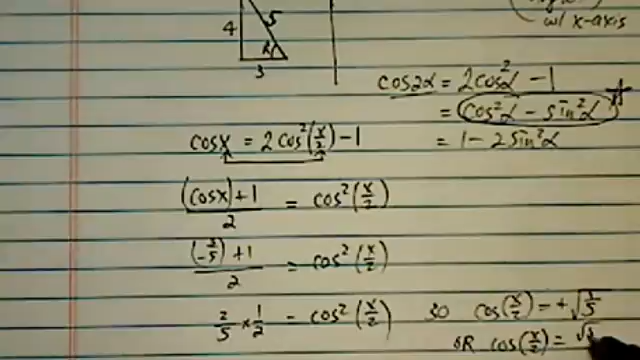 4
5
3
w/ x-axis
cos2α = 2cos²α - 1
= cos²α - sin²α
= 1 - 2sin²α
cosx = 2cos²(x/2) - 1
(cosx)+1 / 2 = cos²(x/2)
(-3/5)+1 / 2 = cos²(x/2)
2/5 × 1/2 = cos²(x/2) so cos(x/2) = +√(1/5)
OR cos(x/2) =